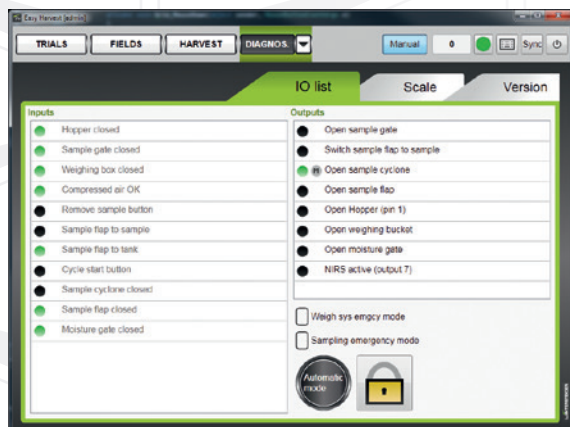 Easy Harvest [admin]
TRIALS FIELDS HARVEST DIAGNOS. Manual 0 Sync
IO list Scale Version
Inputs
Hopper closed
Sample gate closed
Weighing box closed
Compressed air OK
Remove sample button
Sample flap to sample
Sample flap to tank
Cycle start button
Sample cyclone closed
Sample flap closed
Moisture gate closed
Outputs
Open sample gate
Switch sample flap to sample
M Open sample cyclone
Open sample flap
Open Hopper (pin 1)
Open weighing bucket
Open moisture gate
NIRS active (output 7)
Weigh sys emgcy mode
Sampling emergency mode
Automatic
mode